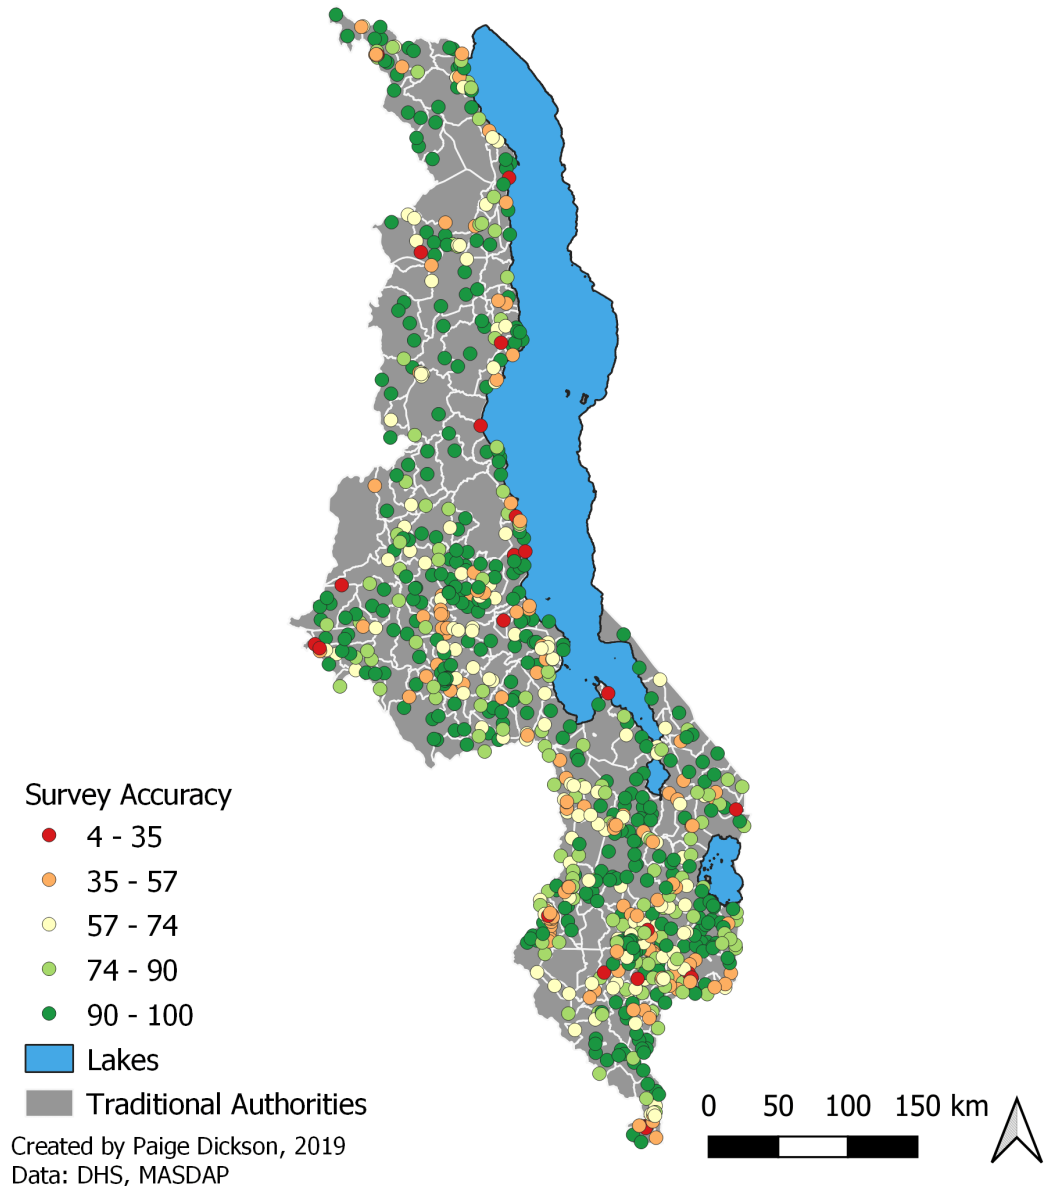 Survey Accuracy
4 - 35
35 - 57
57 - 74
74 - 90
90 - 100
Lakes
Traditional Authorities
0 50 100 150 km
Created by Paige Dickson, 2019
Data: DHS, MASDAP